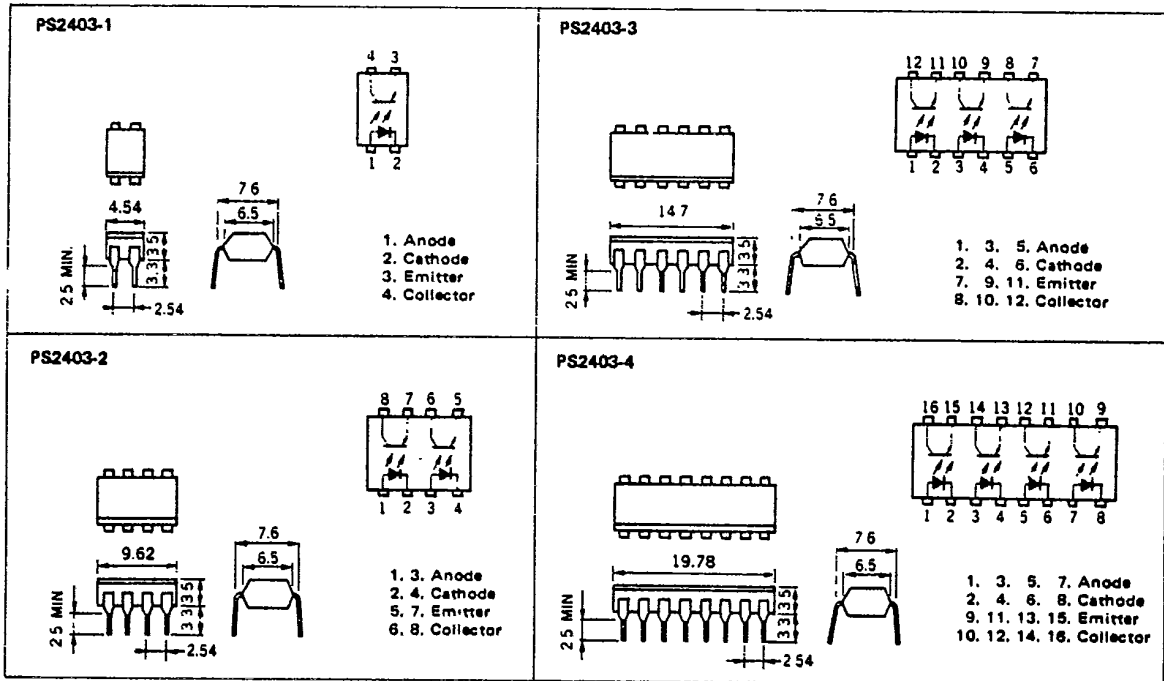 PS2403-1
4 3
1 2
4.54
7 6
6.5
2 5 MIN.
3.3
3 5
2.54
1. Anode
2. Cathode
3. Emitter
4. Collector
PS2403-3
12 11 10 9 8 7
1 2 3 4 5 6
14 7
7 6
6.5
2 5 MIN
3.3
3 5
2.54
1. 3. 5. Anode
2. 4. 6. Cathode
7. 9. 11. Emitter
8. 10. 12. Collector
PS2403-2
8 7 6 5
1 2 3 4
9.62
7.6
6.5
2 5 MIN
3 3
3 5
2.54
1. 3. Anode
2. 4. Cathode
5. 7. Emitter
6. 8. Collector
PS2403-4
16 15 14 13 12 11 10 9
1 2 3 4 5 6 7 8
19.78
7 6
6.5
2 5 MIN
3 3
3 5
2 54
1. 3. 5. 7. Anode
2. 4. 6. 8. Cathode
9. 11. 13. 15. Emitter
10. 12. 14. 16. Collector